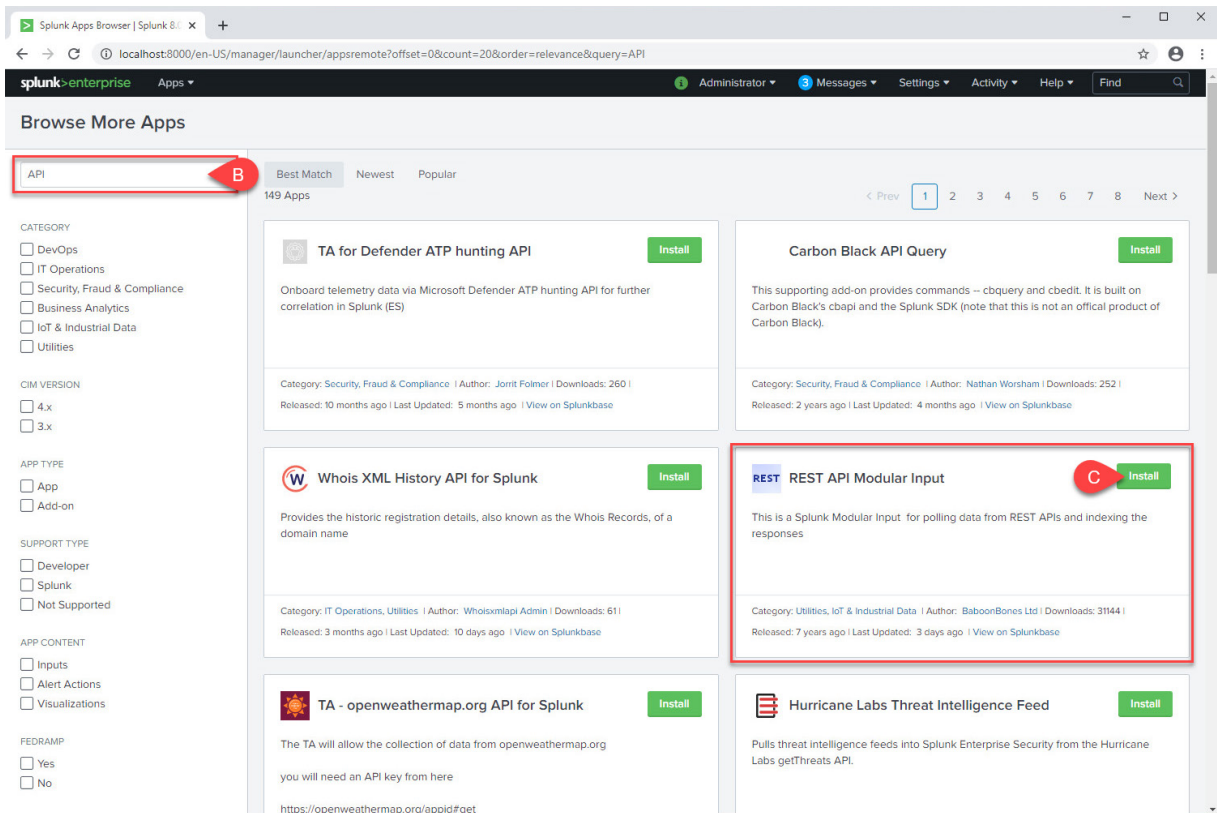 Splunk Apps Browser | Splunk 8.0
localhost:8000/en-US/manager/launcher/appsremote?offset=0&count=20&order=relevance&query=API
splunk>enterprise Apps
i Administrator 3 Messages Settings Activity Help Find
Browse More Apps
API
B
Best Match Newest Popular
149 Apps
< Prev 1 2 3 4 5 6 7 8 Next >
CATEGORY
DevOps
IT Operations
Security, Fraud & Compliance
Business Analytics
IoT & Industrial Data
Utilities
CIM VERSION
4.x
3.x
APP TYPE
App
Add-on
SUPPORT TYPE
Developer
Splunk
Not Supported
APP CONTENT
Inputs
Alert Actions
Visualizations
FEDRAMP
Yes
No
TA for Defender ATP hunting API
Install
Onboard telemetry data via Microsoft Defender ATP hunting API for further
correlation in Splunk (ES)
Category: Security, Fraud & Compliance | Author: Jorrit Folmer | Downloads: 260 |
Released: 10 months ago | Last Updated: 5 months ago | View on Splunkbase
Carbon Black API Query
Install
This supporting add-on provides commands -- cbquery and cbedit. It is built on
Carbon Black's cbapi and the Splunk SDK (note that this is not an offical product of
Carbon Black).
Category: Security, Fraud & Compliance | Author: Nathan Worsham | Downloads: 252 |
Released: 2 years ago | Last Updated: 4 months ago | View on Splunkbase
W
Whois XML History API for Splunk
Install
Provides the historic registration details, also known as the Whois Records, of a
domain name
Category: IT Operations, Utilities | Author: Whoisxmlapi Admin | Downloads: 61 |
Released: 3 months ago | Last Updated: 10 days ago | View on Splunkbase
REST
REST API Modular Input
C
Install
This is a Splunk Modular Input for polling data from REST APIs and indexing the
responses
Category: Utilities, IoT & Industrial Data | Author: BaboonBones Ltd | Downloads: 31144 |
Released: 7 years ago | Last Updated: 3 days ago | View on Splunkbase
TA - openweathermap.org API for Splunk
Install
The TA will allow the collection of data from openweathermap.org
you will need an API key from here
https://openweathermap.org/appid#get
Hurricane Labs Threat Intelligence Feed
Install
Pulls threat intelligence feeds into Splunk Enterprise Security from the Hurricane
Labs getThreats API.